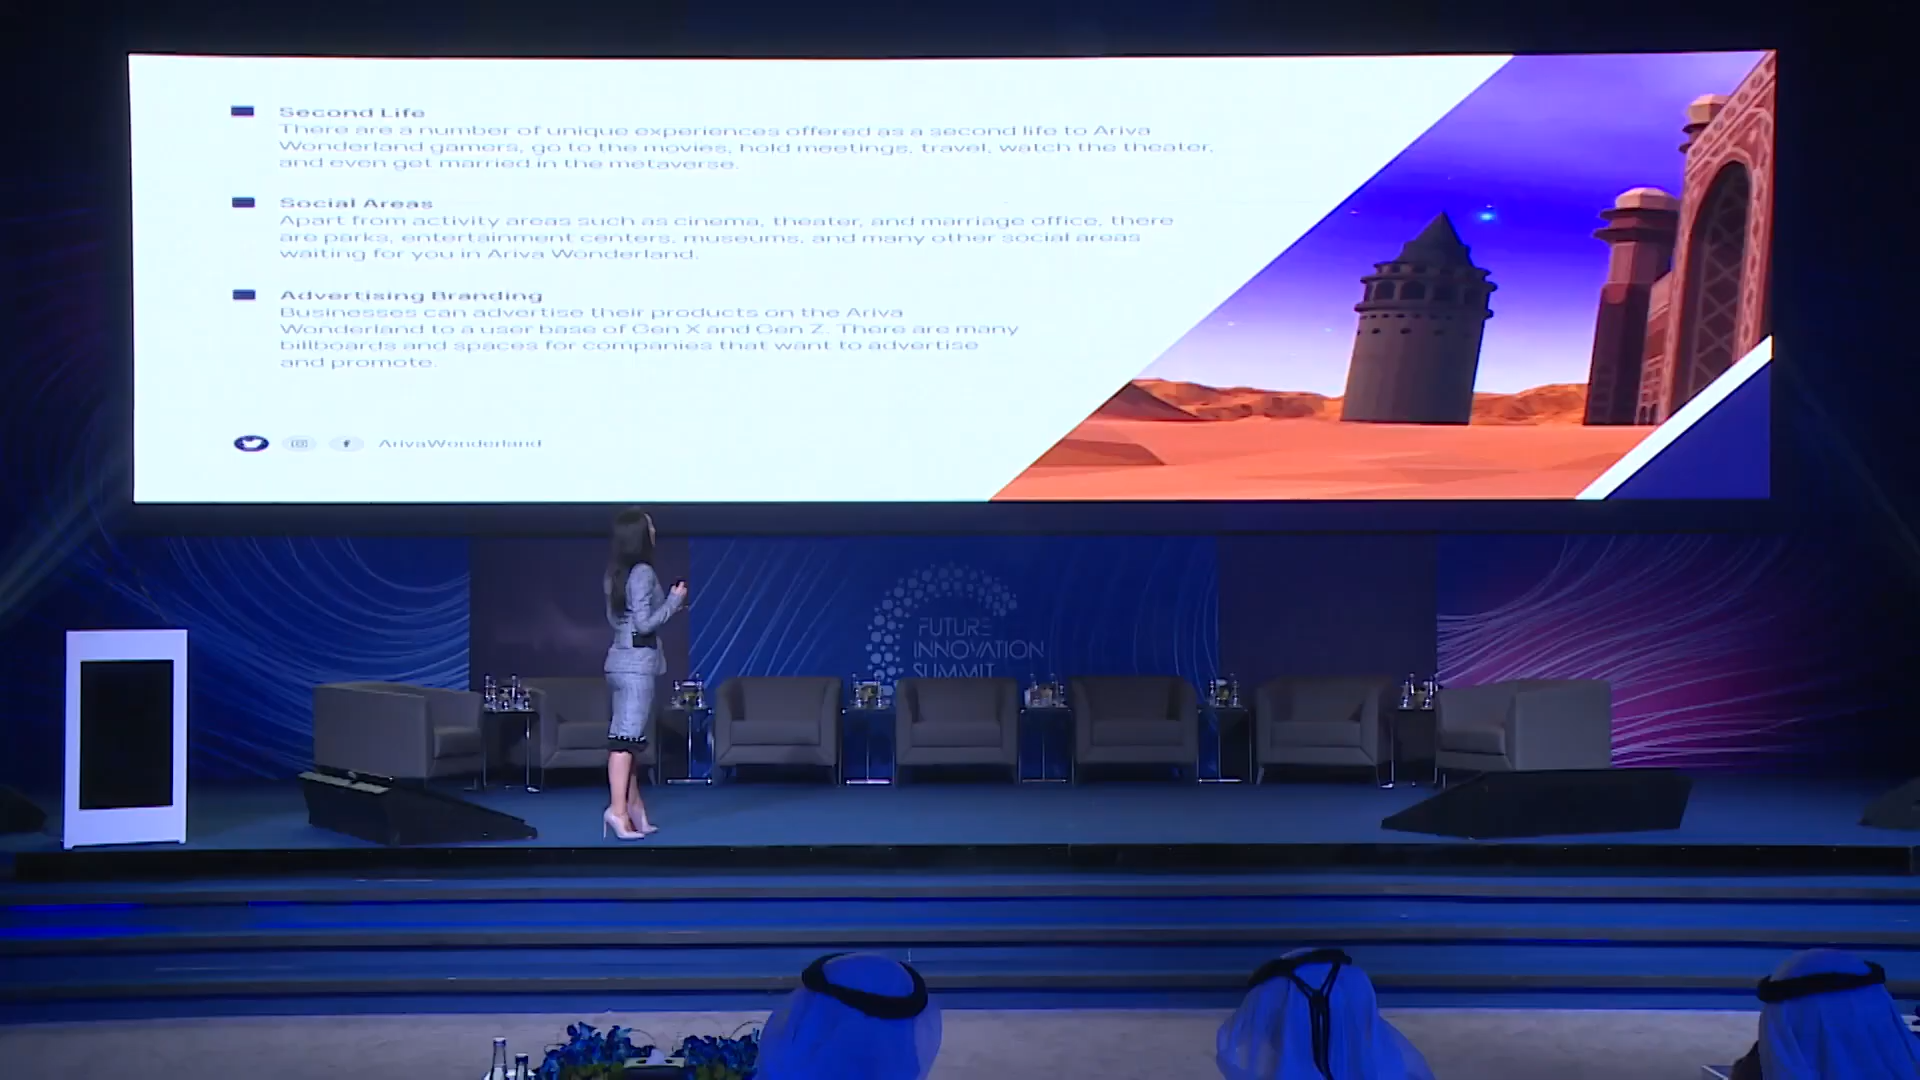 Second Life
There are a number of unique experiences offered as a second life to Ariva
Wonderland gamers, go to the movies, hold meetings, travel, watch the theater,
and even get married in the metaverse.
Social Areas
Apart from activity areas such as cinema, theater, and marriage office, there
are parks, entertainment centers, museums, and many other social areas
waiting for you in Ariva Wonderland.
Advertising Branding
Businesses can advertise their products on the Ariva
Wonderland to a user base of Gen X and Gen Z. There are many
billboards and spaces for companies that want to advertise
and promote.
ArivaWonderland
FUTURE
INNOVATION
SUMMIT